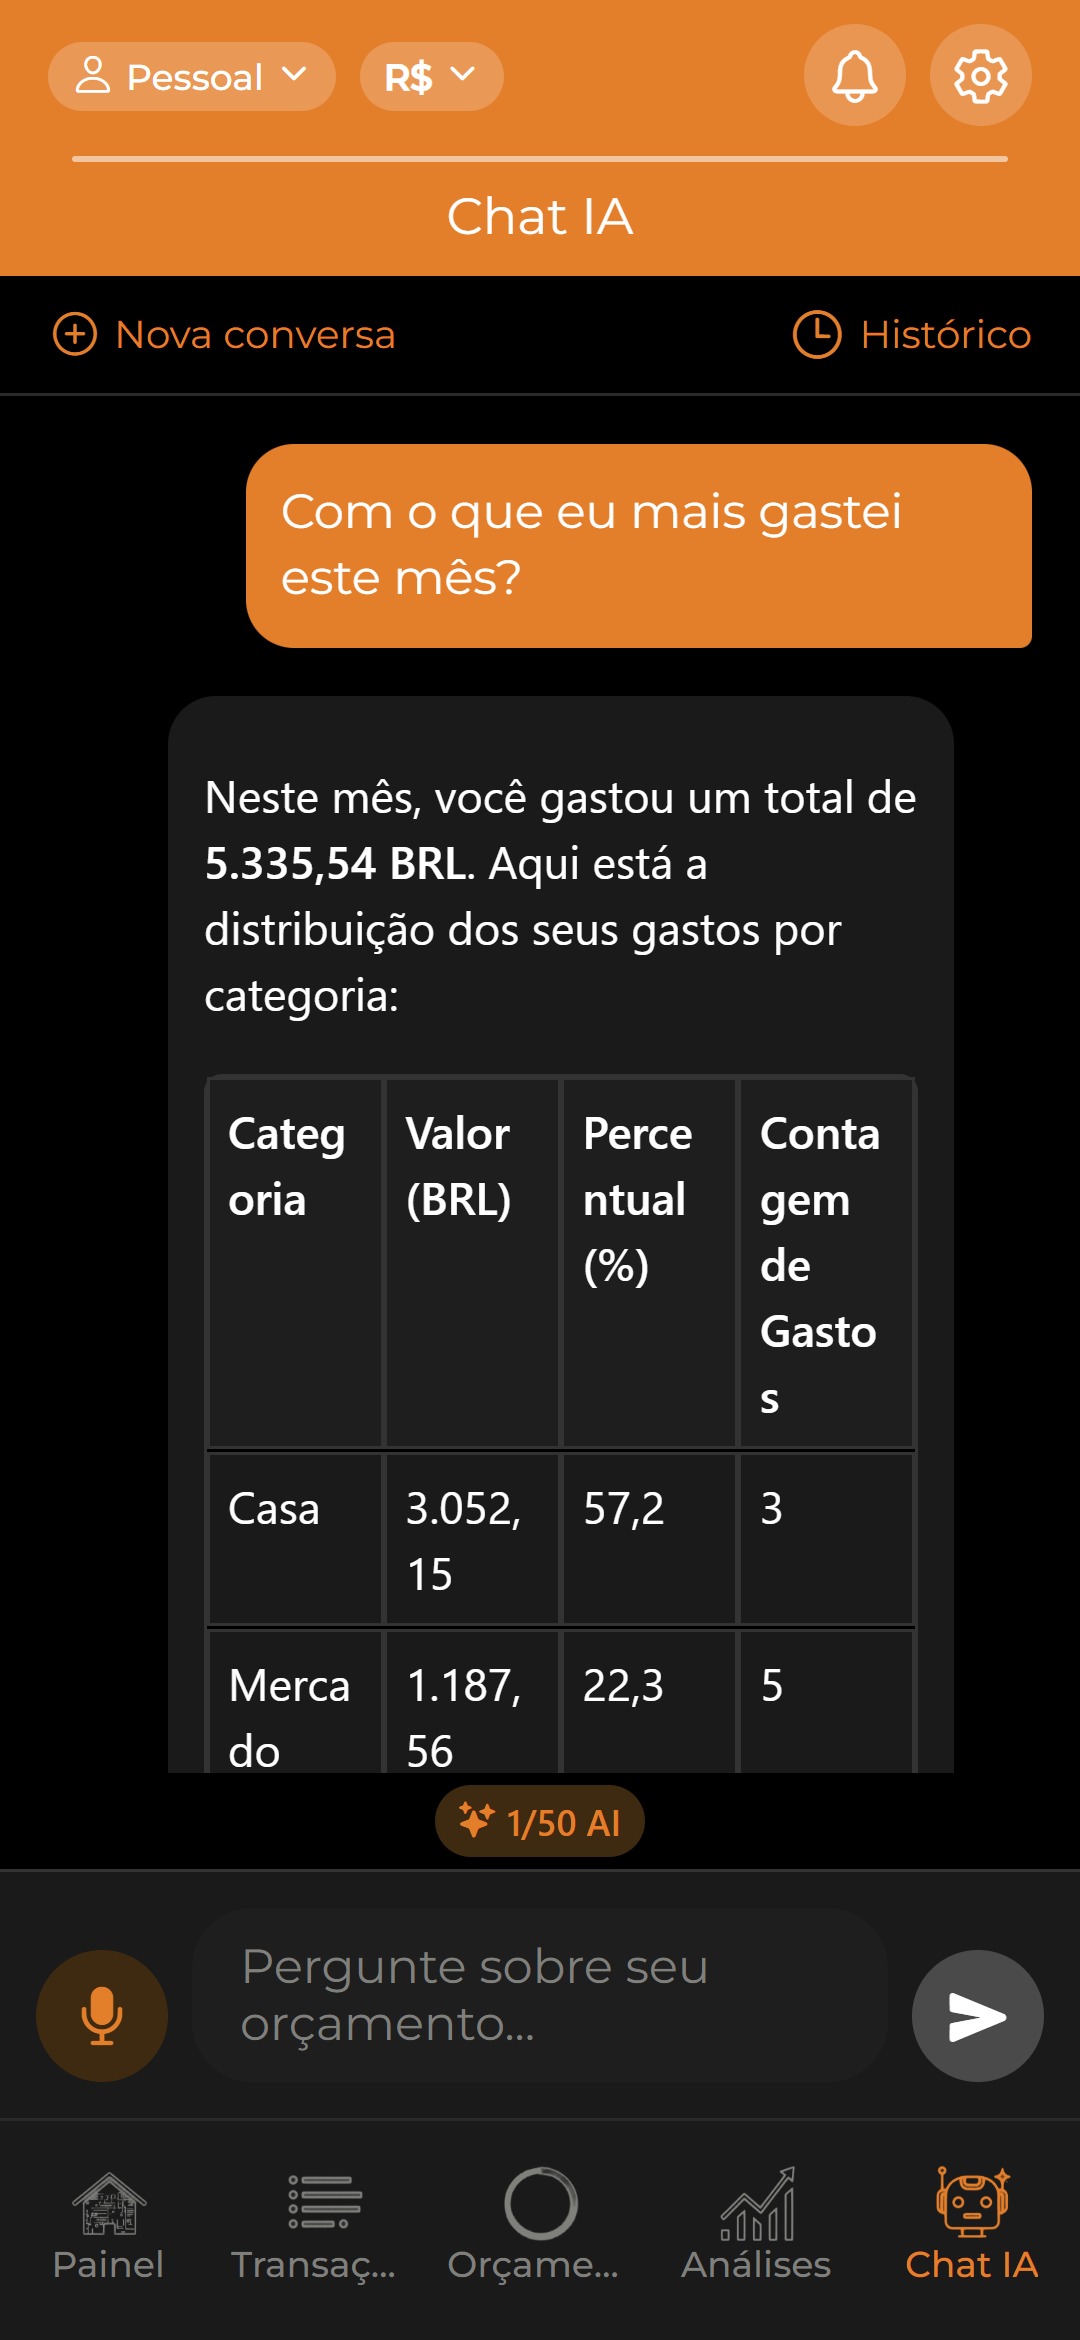 Pessoal
R$
Chat IA
Nova conversa
Histórico
Com o que eu mais gastei
este mês?
Neste mês, você gastou um total de
5.335,54 BRL. Aqui está a
distribuição dos seus gastos por
categoria:
Categ
oria
Valor
(BRL)
Perce
ntual
(%)
Conta
gem
de
Gasto
s
Casa
3.052,
15
57,2
3
Merca
do
1.187,
56
22,3
5
1/50 AI
Pergunte sobre seu
orçamento...
Painel
Transaç...
Orçame...
Análises
Chat IA